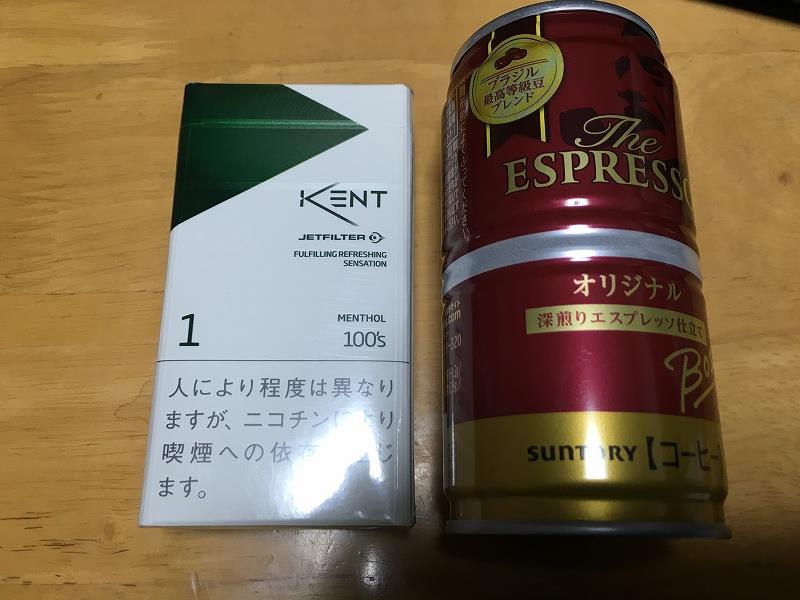 KENT
JETFILTER
FULFILLING REFRESHING
SENSATION
MENTHOL
1
100's
人により程度は異なり
ますが、ニコチンにより
喫煙への依存
じ
ます。
ブラジル
最高等級豆
ブレンド
The
ESPRESSO
オリジナル
深煎りエスプレッソ仕立て
Bo
SUNTORY【コーヒー